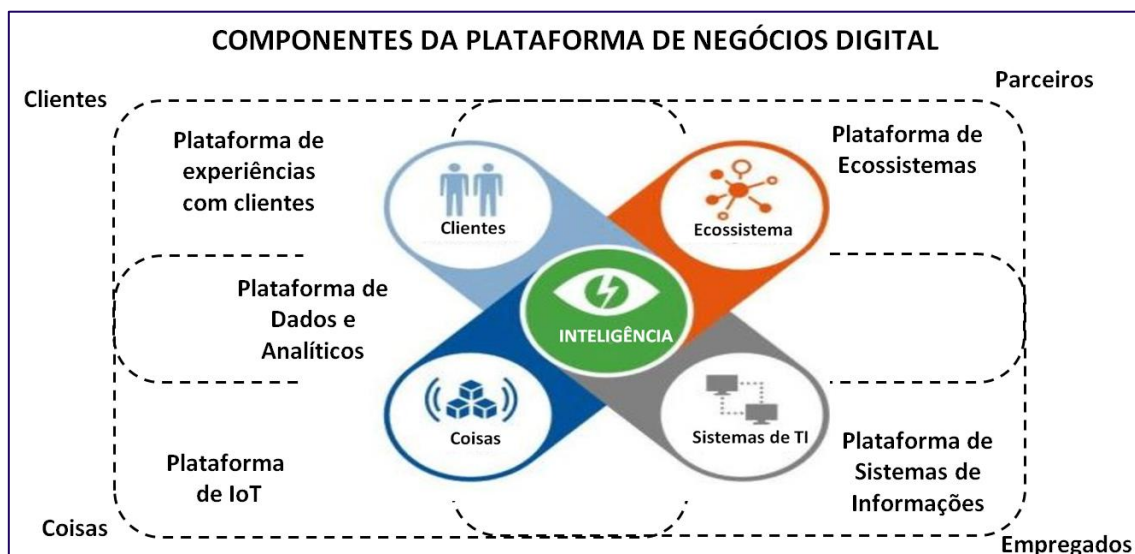 COMPONENTES DA PLATAFORMA DE NEGÓCIOS DIGITAL
Clientes
Parceiros
Plataforma de
experiências
com clientes
Plataforma de
Ecossistemas
Clientes
Ecossistema
Plataforma de
Dados e
Analíticos
INTELIGÊNCIA
Coisas
Sistemas de TI
Plataforma
de IoT
Plataforma de
Sistemas de
Informações
Coisas
Empregados